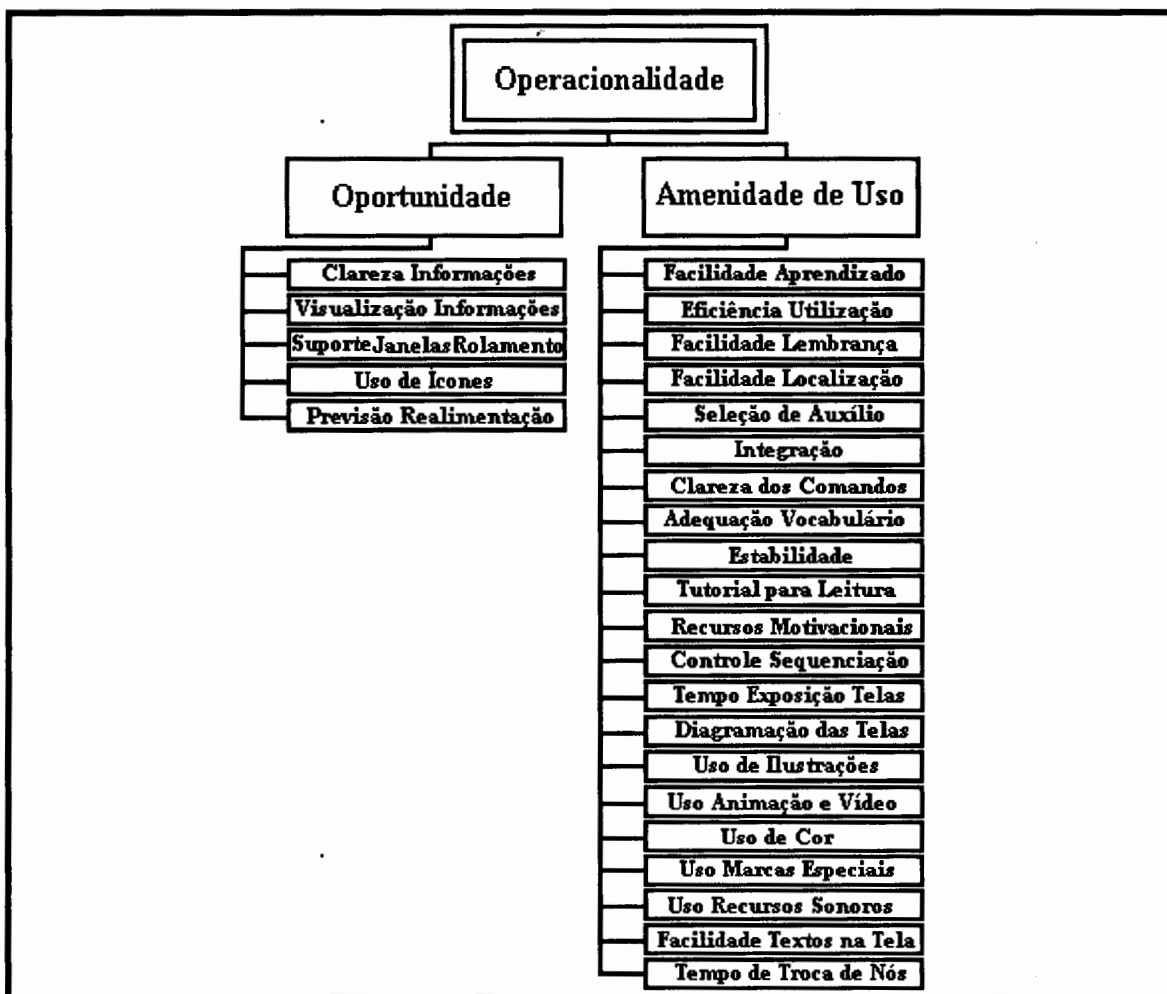 Operacionalidade
Oportunidade
Clareza Informações
Visualização Informações
Suporte Janelas Rolamento
Uso de Ícones
Previsão Realimentação
Amenidade de Uso
Facilidade Aprendizado
Eficiência Utilização
Facilidade Lembrança
Facilidade Localização
Seleção de Auxílio
Integração
Clareza dos Comandos
Adequação Vocabulário
Estabilidade
Tutorial para Leitura
Recursos Motivacionais
Controle Sequenciação
Tempo Exposição Telas
Diagramação das Telas
Uso de Ilustrações
Uso Animação e Vídeo
Uso de Cor
Uso Marcas Especiais
Uso Recursos Sonoros
Facilidade Textos na Tela
Tempo de Troca de Nós